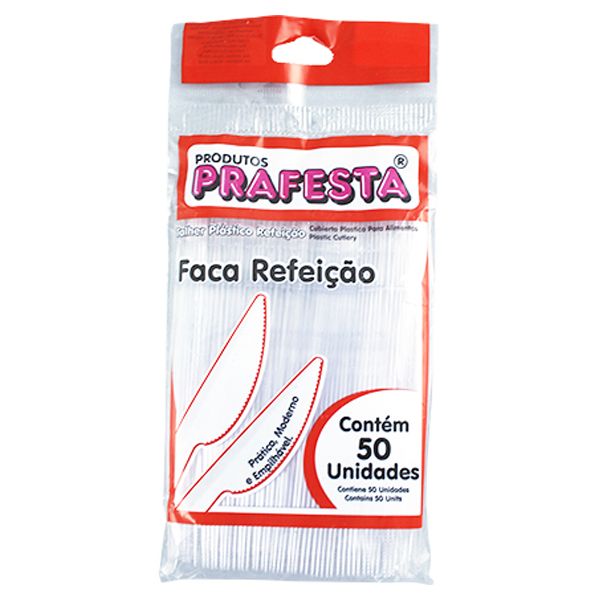 PRODUTOS
PRAFESTA®
Talher Plástico Refeição
Cubierto Plastico Para Alimentos
Plastic Cutlery
Faca Refeição
Prático, Moderno
e Empilhável.
Contém
50
Unidades
Contiene 50 Unidades
Contains 50 Units